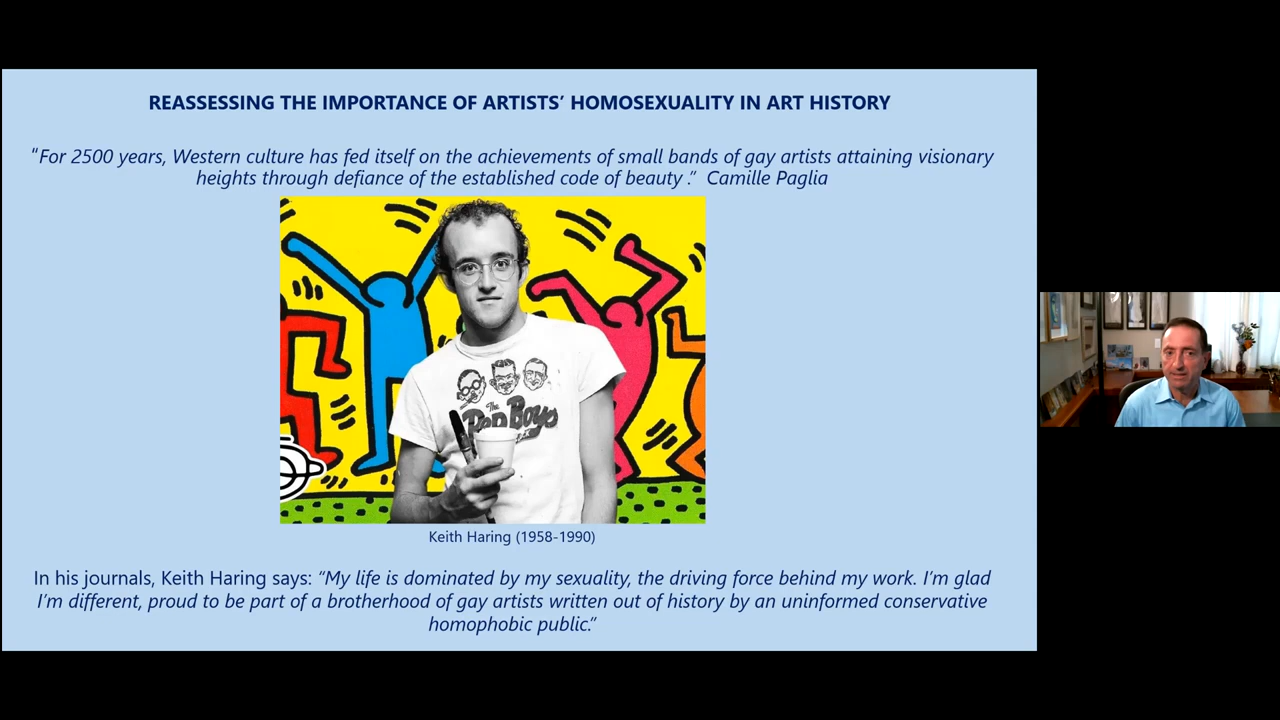 REASSESSING THE IMPORTANCE OF ARTISTS’ HOMOSEXUALITY IN ART HISTORY
“For 2500 years, Western culture has fed itself on the achievements of small bands of gay artists attaining visionary
heights through defiance of the established code of beauty .” Camille Paglia
The
Boys
Keith Haring (1958-1990)
In his journals, Keith Haring says: “My life is dominated by my sexuality, the driving force behind my work. I’m glad
I’m different, proud to be part of a brotherhood of gay artists written out of history by an uninformed conservative
homophobic public.”